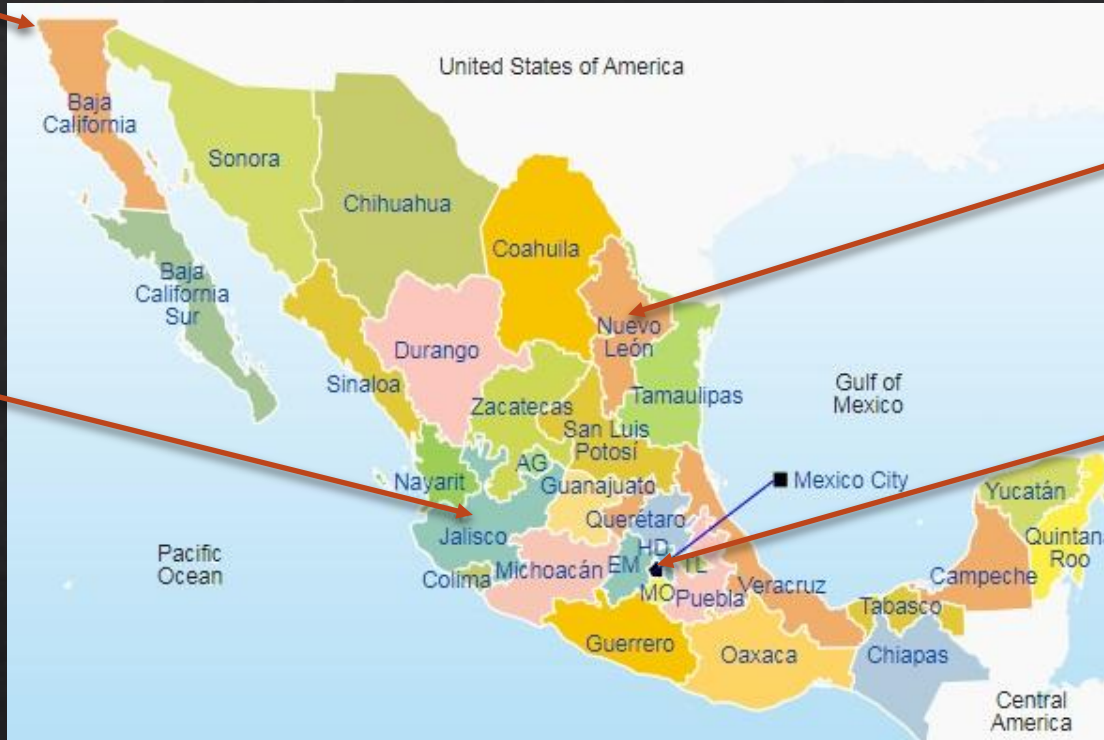 United States of America
Baja
California
Sonora
Chihuahua
Coahuila
Baja
California
Sur
Nuevo
León
Durango
Sinaloa
Zacatecas
Tamaulipas
Gulf of
Mexico
San Luis
Potosí
AG
Nayarit
Guanajuato
Mexico City
Yucatán
Querétaro
Quintana
Roo
Jalisco
HD
Pacific
Ocean
Colima
Michoacán
EM
TL
Campeche
MO
Puebla
Veracruz
Tabasco
Guerrero
Oaxaca
Chiapas
Central
America